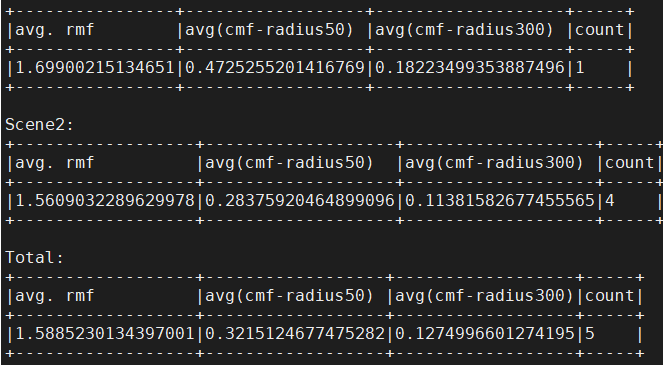 +-----------------+------------------+-------------------+-----+
|avg. rmf         |avg(cmf-radius50) |avg(cmf-radius300) |count|
+-----------------+------------------+-------------------+-----+
|1.69900215134651|0.4725255201416769|0.18223499353887496|1    |
+-----------------+------------------+-------------------+-----+
Scene2:
+------------------+-------------------+-------------------+-----+
|avg. rmf          |avg(cmf-radius50)  |avg(cmf-radius300) |count|
+------------------+-------------------+-------------------+-----+
|1.5609032289629978|0.28375920464899096|0.11381582677455565|4    |
+------------------+-------------------+-------------------+-----+
Total:
+------------------+------------------+------------------+-----+
|avg. rmf          |avg(cmf-radius50) |avg(cmf-radius300)|count|
+------------------+------------------+------------------+-----+
|1.5885230134397001|0.3215124677475282|0.1274996601274195|5    |
+------------------+------------------+------------------+-----+